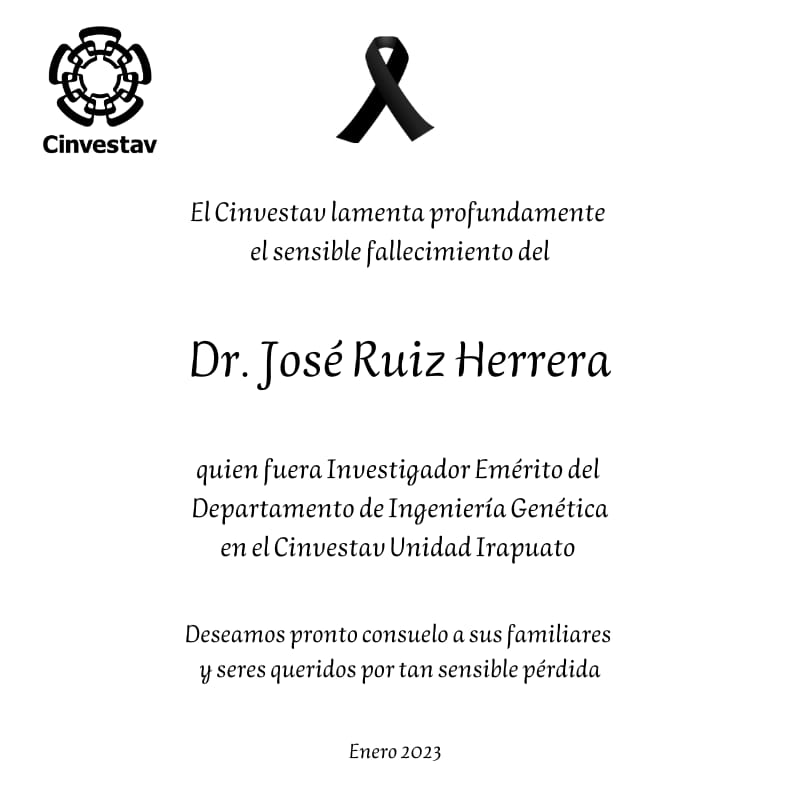 Cinvestav
El Cinvestav lamenta profundamente
el sensible fallecimiento del
Dr. José Ruiz Herrera
quien fuera Investigador Emérito del
Departamento de Ingeniería Genética
en el Cinvestav Unidad Irapuato
Deseamos pronto consuelo a sus familiares
y seres queridos por tan sensible pérdida
Enero 2023